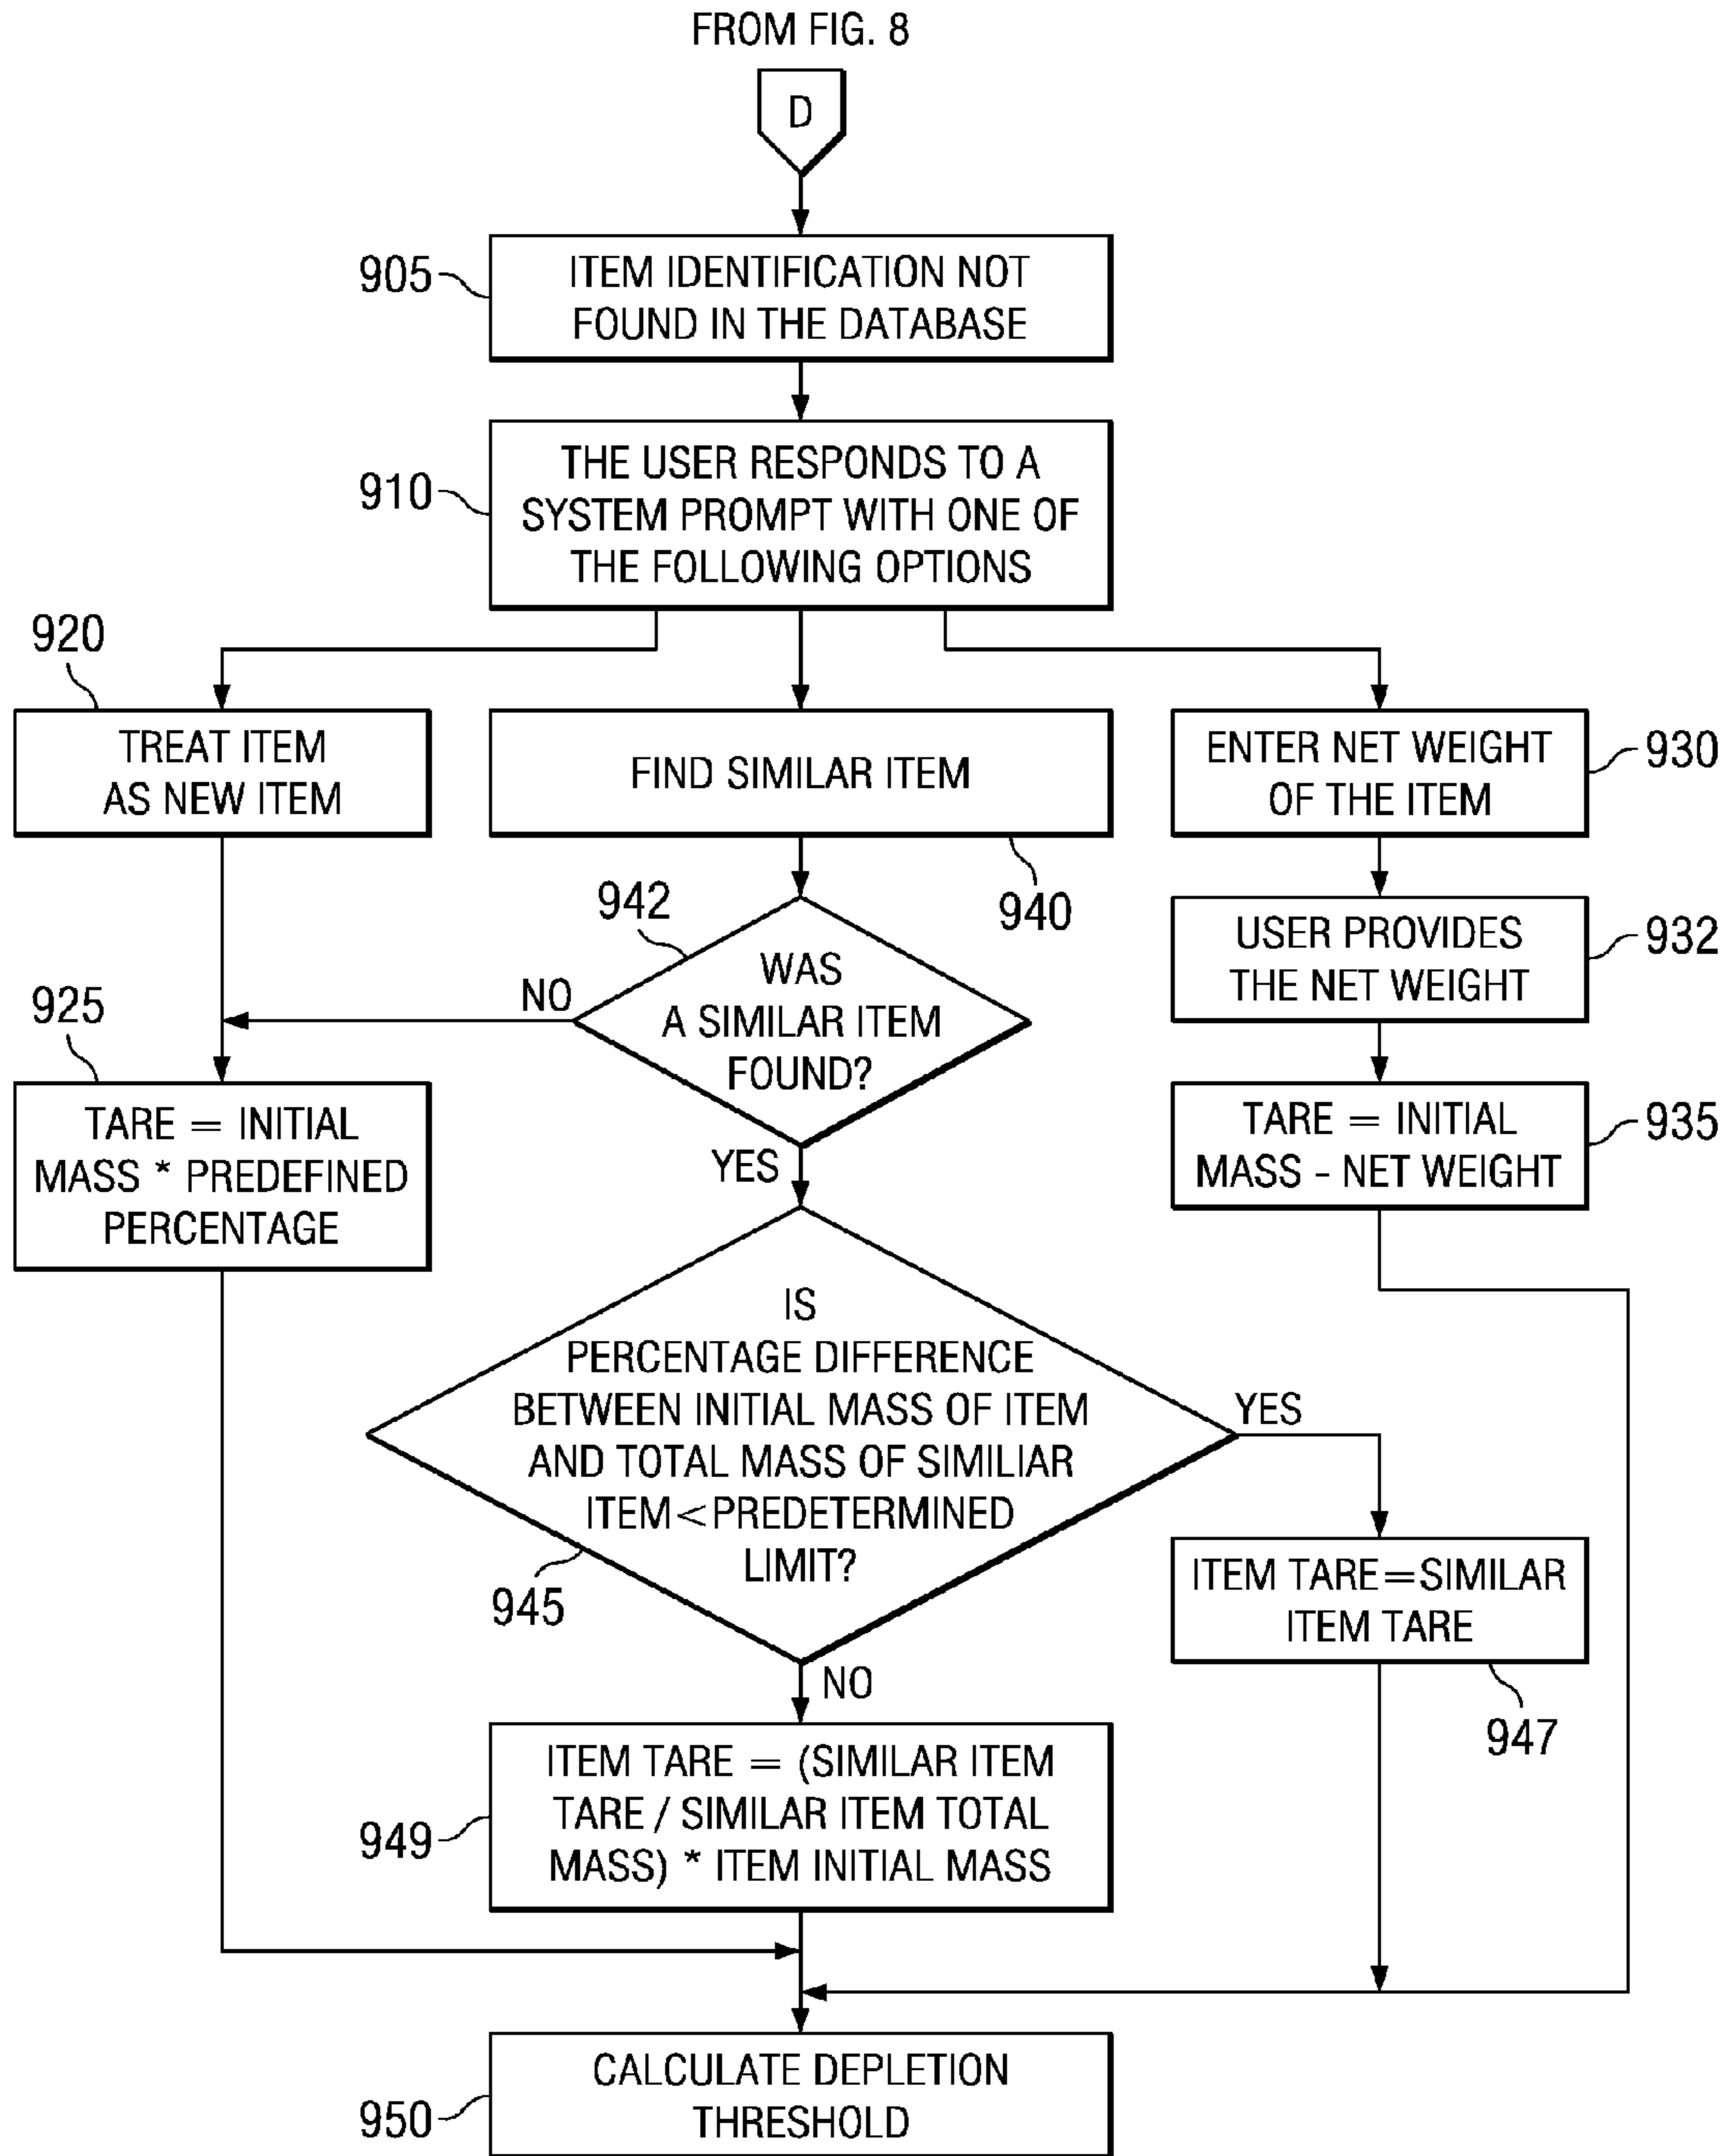 FROM FIG. 8
D
905
ITEM IDENTIFICATION NOT
FOUND IN THE DATABASE
910
THE USER RESPONDS TO A
SYSTEM PROMPT WITH ONE OF
THE FOLLOWING OPTIONS
920
TREAT ITEM
AS NEW ITEM
FIND SIMILAR ITEM
940
ENTER NET WEIGHT
OF THE ITEM
930
942
WAS
A SIMILAR ITEM
FOUND?
NO
YES
USER PROVIDES
THE NET WEIGHT
932
925
TARE = INITIAL
MASS * PREDEFINED
PERCENTAGE
TARE = INITIAL
MASS - NET WEIGHT
935
IS
PERCENTAGE DIFFERENCE
BETWEEN INITIAL MASS OF ITEM
AND TOTAL MASS OF SIMILIAR
ITEM<PREDETERMINED
LIMIT?
945
YES
NO
ITEM TARE=SIMILAR
ITEM TARE
947
949
ITEM TARE = (SIMILAR ITEM
TARE / SIMILAR ITEM TOTAL
MASS) * ITEM INITIAL MASS
950
CALCULATE DEPLETION
THRESHOLD